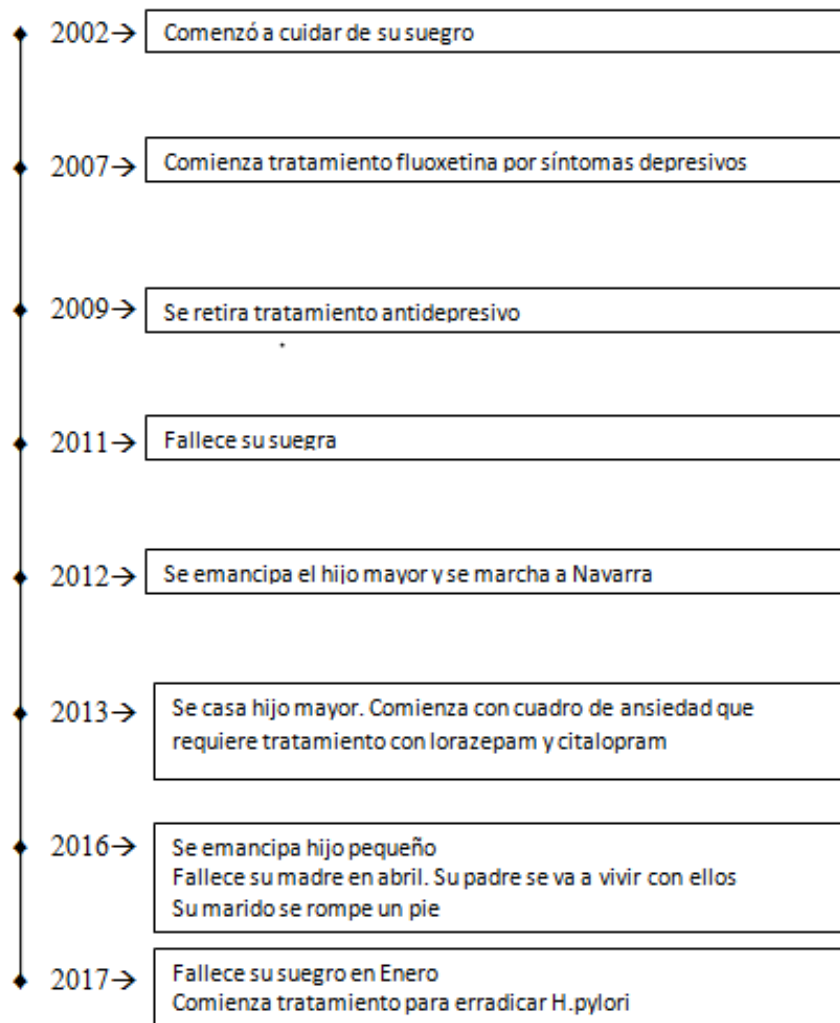 2002→ Comenzó a cuidar de su suegro
2007→ Comienza tratamiento fluoxetina por síntomas depresivos
2009→ Se retira tratamiento antidepresivo
2011→ Fallece su suegra
2012→ Se emancipa el hijo mayor y se marcha a Navarra
2013→ Se casa hijo mayor. Comienza con cuadro de ansiedad que
requiere tratamiento con lorazepam y citalopram
2016→ Se emancipa hijo pequeño
Fallece su madre en abril. Su padre se va a vivir con ellos
Su marido se rompe un pie
2017→ Fallece su suegro en Enero
Comienza tratamiento para erradicar H.pylori